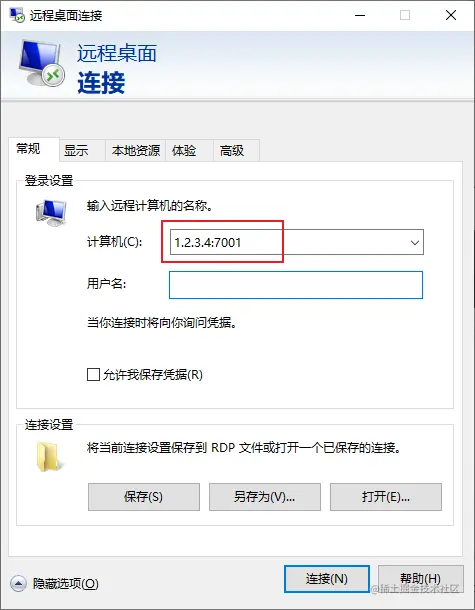 远程桌面连接
远程桌面
连接
常规 显示 本地资源 体验 高级
登录设置
输入远程计算机的名称。
计算机(C): 1.2.3.4:7001
用户名:
当你连接时将向你询问凭据。
允许我保存凭据(R)
连接设置
将当前连接设置保存到 RDP 文件或打开一个已保存的连接。
保存(S) 另存为(V)... 打开(E)...
隐藏选项(O) 连接(N) 帮助(H)
@稀土掘金技术社区